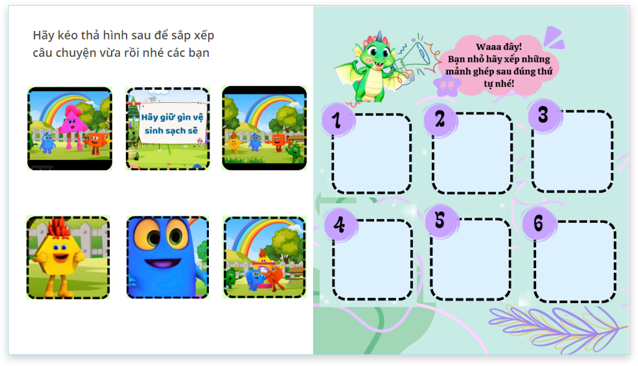 Hãy kéo thả hình sau để sắp xếp
câu chuyện vừa rồi nhé các bạn
Hãy giữ gìn vệ
sinh sạch sẽ
Waaa đây!
Bạn nhỏ hãy xếp những
mảnh ghép sau đúng thứ
tự nhé!
1
2
3
4
5
6